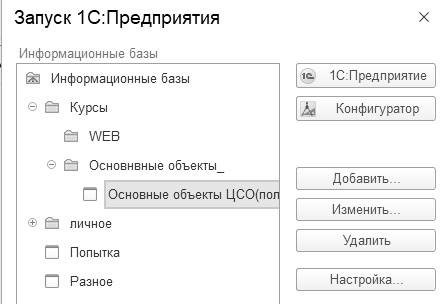 Запуск 1С:Предприятия
Информационные базы
Информационные базы
Курсы
WEB
Основнвные объекты_
Основные объекты ЦСО(пол
личное
Попытка
Разное
1С:Предприятие
Конфигуратор
Добавить...
Изменить...
Удалить
Настройка...